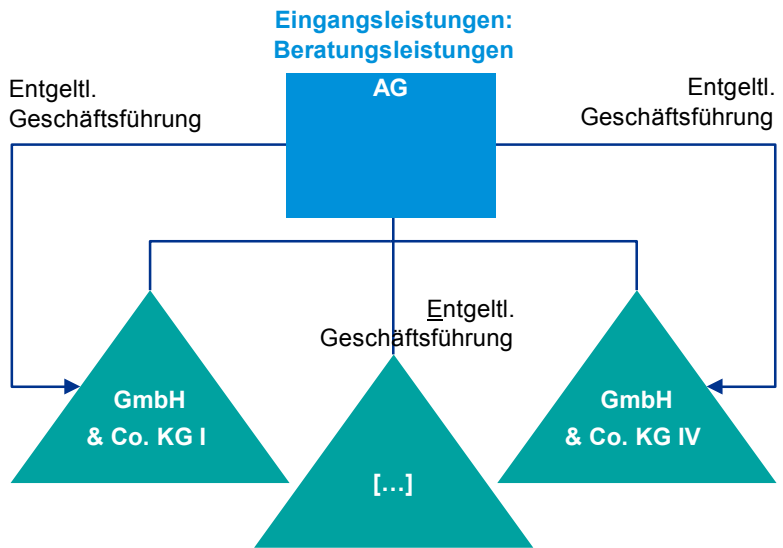 Eingangsleistungen:
Beratungsleistungen
AG
Entgeltl.
Geschäftsführung
Entgeltl.
Geschäftsführung
Entgeltl.
Geschäftsführung
GmbH
& Co. KG I
GmbH
& Co. KG IV
[…]